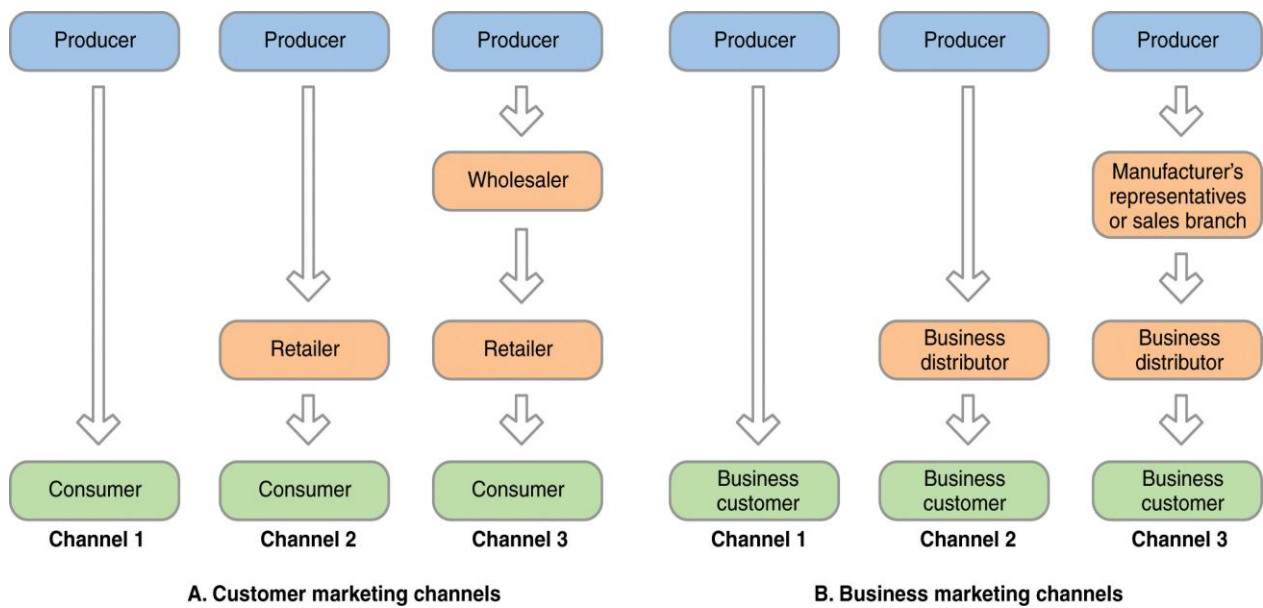 Producer
Producer
Producer
Producer
Producer
Producer
Wholesaler
Manufacturer's
representatives
or sales branch
Retailer
Retailer
Business
distributor
Business
distributor
Consumer
Consumer
Consumer
Business
customer
Business
customer
Business
customer
Channel 1
Channel 2
Channel 3
Channel 1
Channel 2
Channel 3
A. Customer marketing channels
B. Business marketing channels